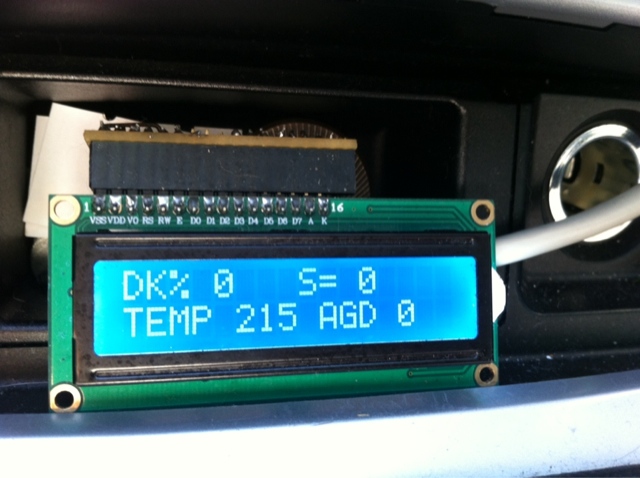 1 16
VSS VDD VO RS RW E D0 D1 D2 D3 D4 D5 D6 D7 A K
DK% 0 S= 0
TEMP 215 AGD 0